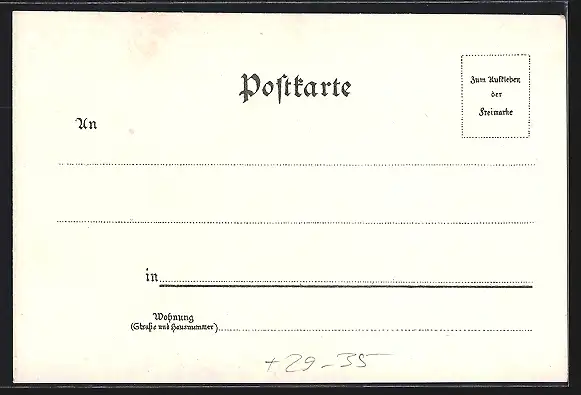 Postkarte
Zum Aufkleben
der
Freimarke
An
in
Wohnung
(Straße und Hausnummer)
+ 29-35